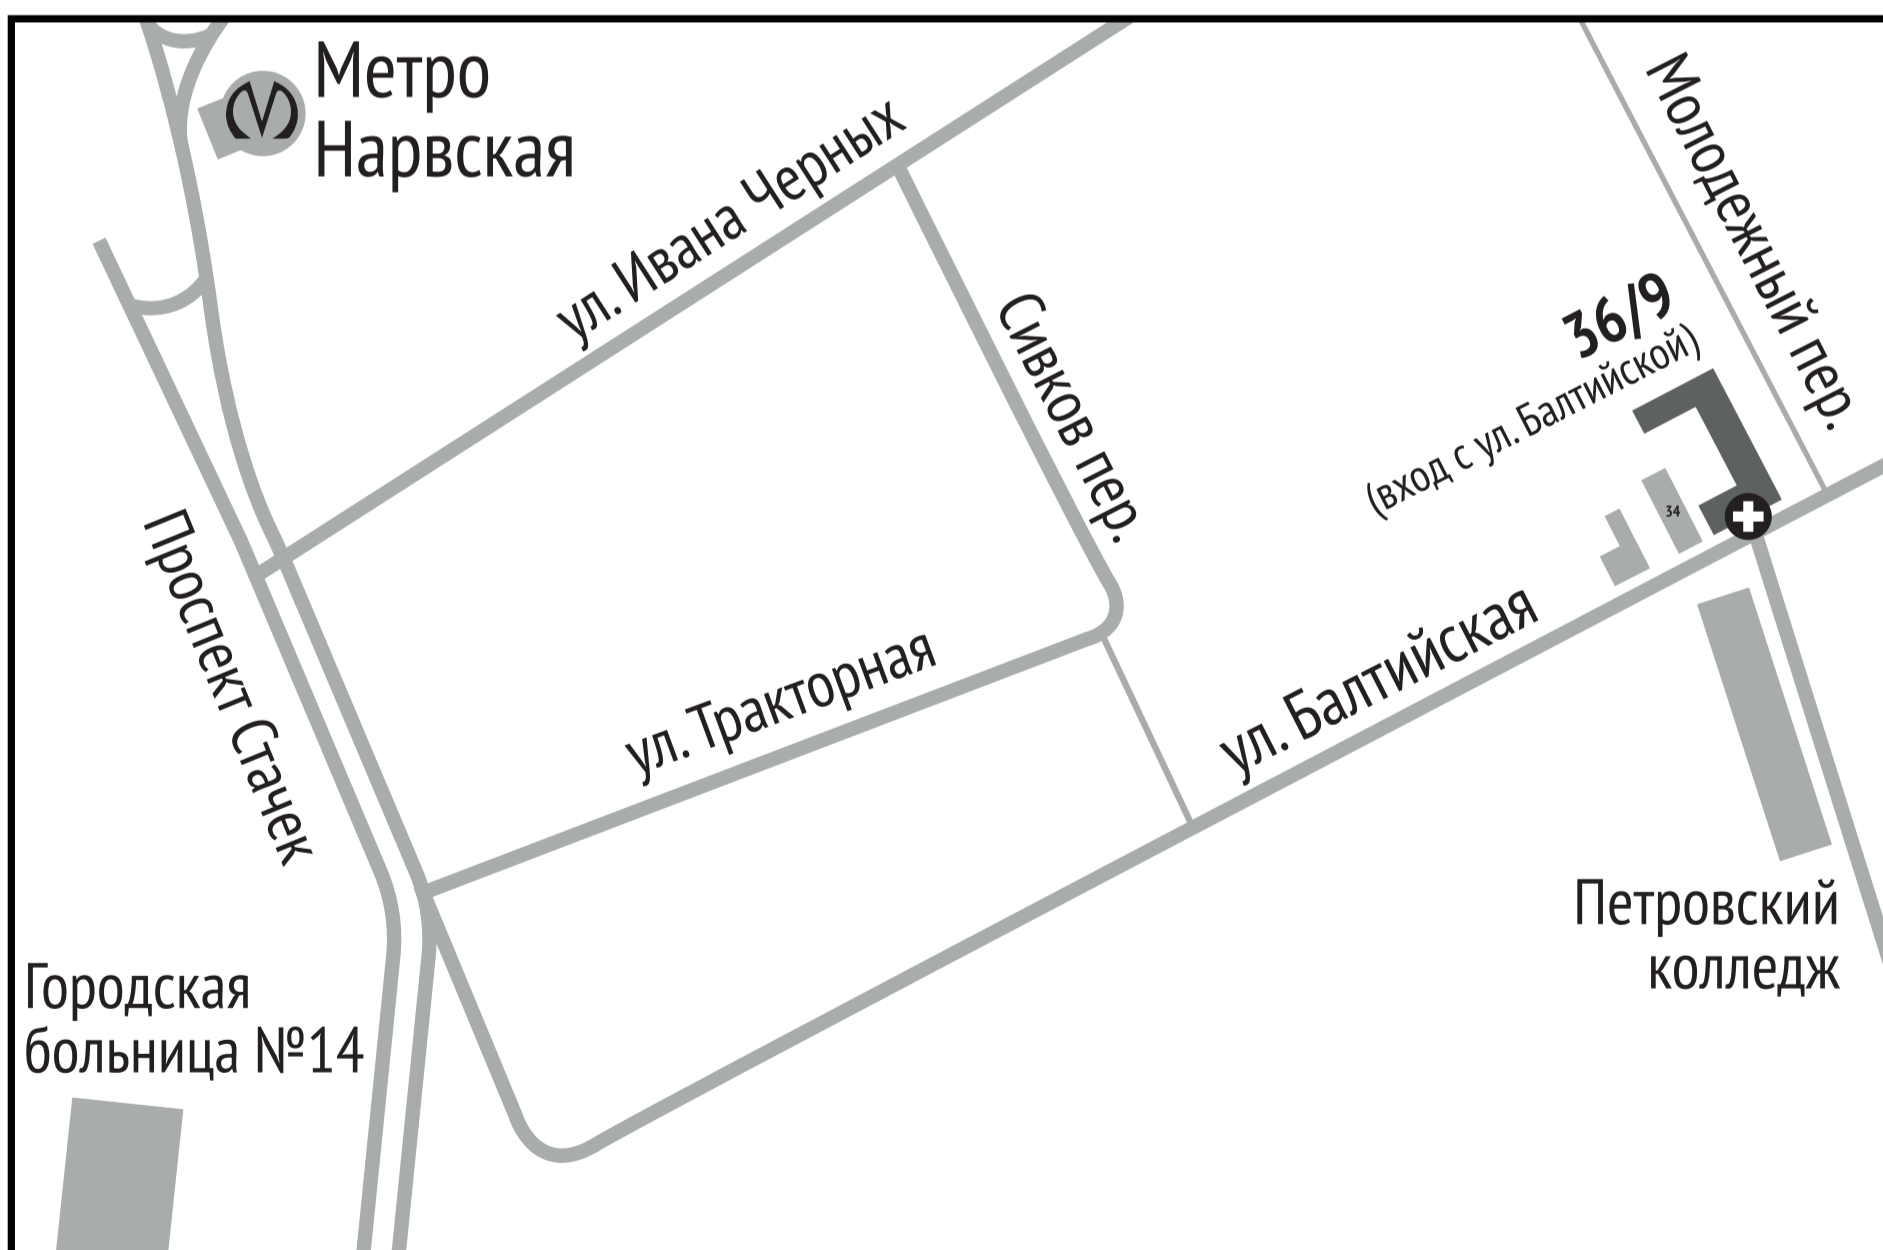 Метро
Нарвская
ул. Ивана Черных
Молодежный пер.
Сивков пер.
36/9
(вход с ул. Балтийской)
34
Проспект Стачек
ул. Тракторная
ул. Балтийская
Петровский
колледж
Городская
больница №14